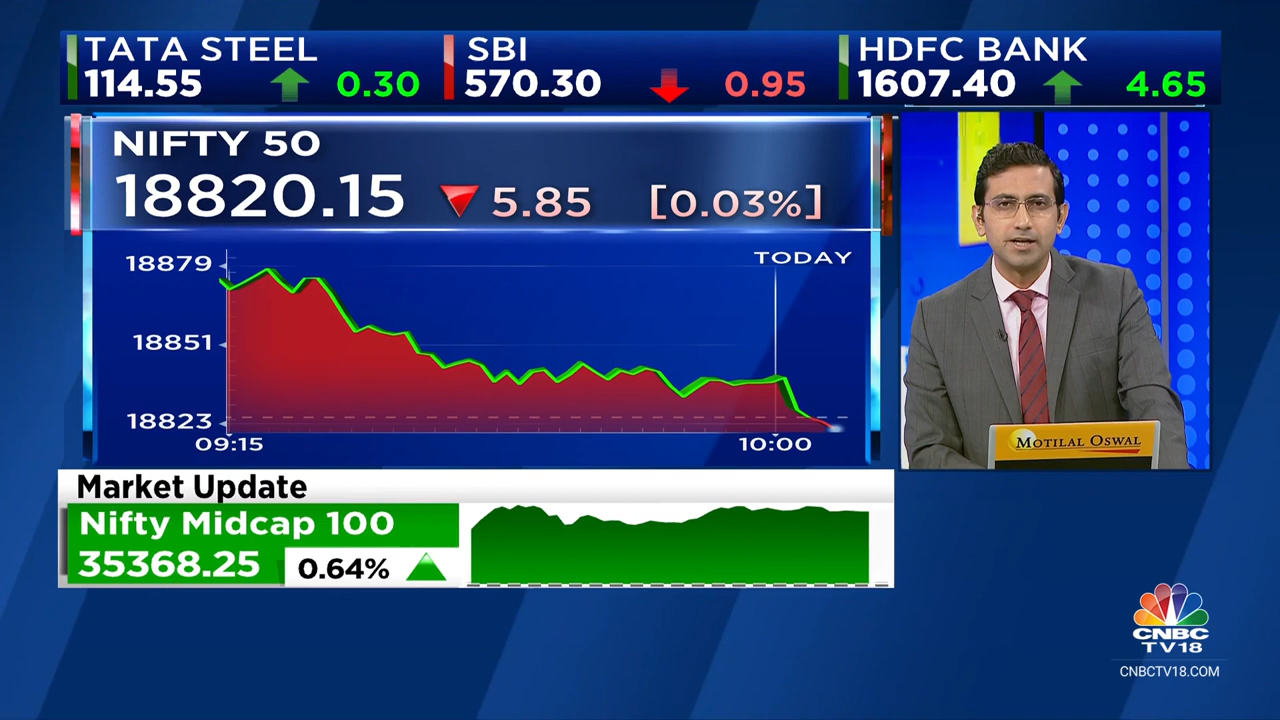 TATA STEEL
114.55 0.30
SBI
570.30 0.95
HDFC BANK
1607.40 4.65
NIFTY 50
18820.15 5.85 [0.03%]
TODAY
18879
18851
18823
09:15 10:00
MOTILAL OSWAL
Market Update
Nifty Midcap 100
35368.25 0.64%
CNBC
TV18
CNBCTV18.COM